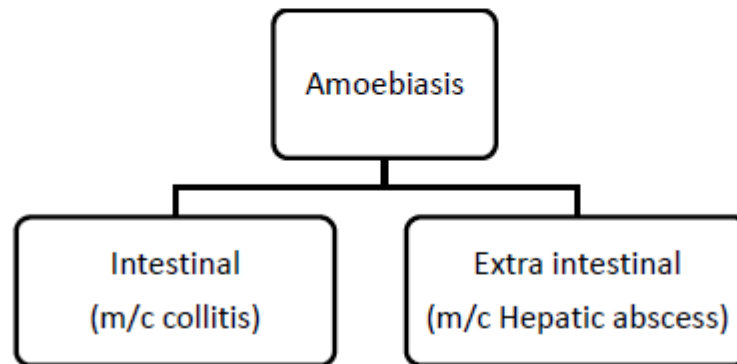 Amoebiasis
Intestinal
(m/c collitis)
Extra intestinal
(m/c Hepatic abscess)